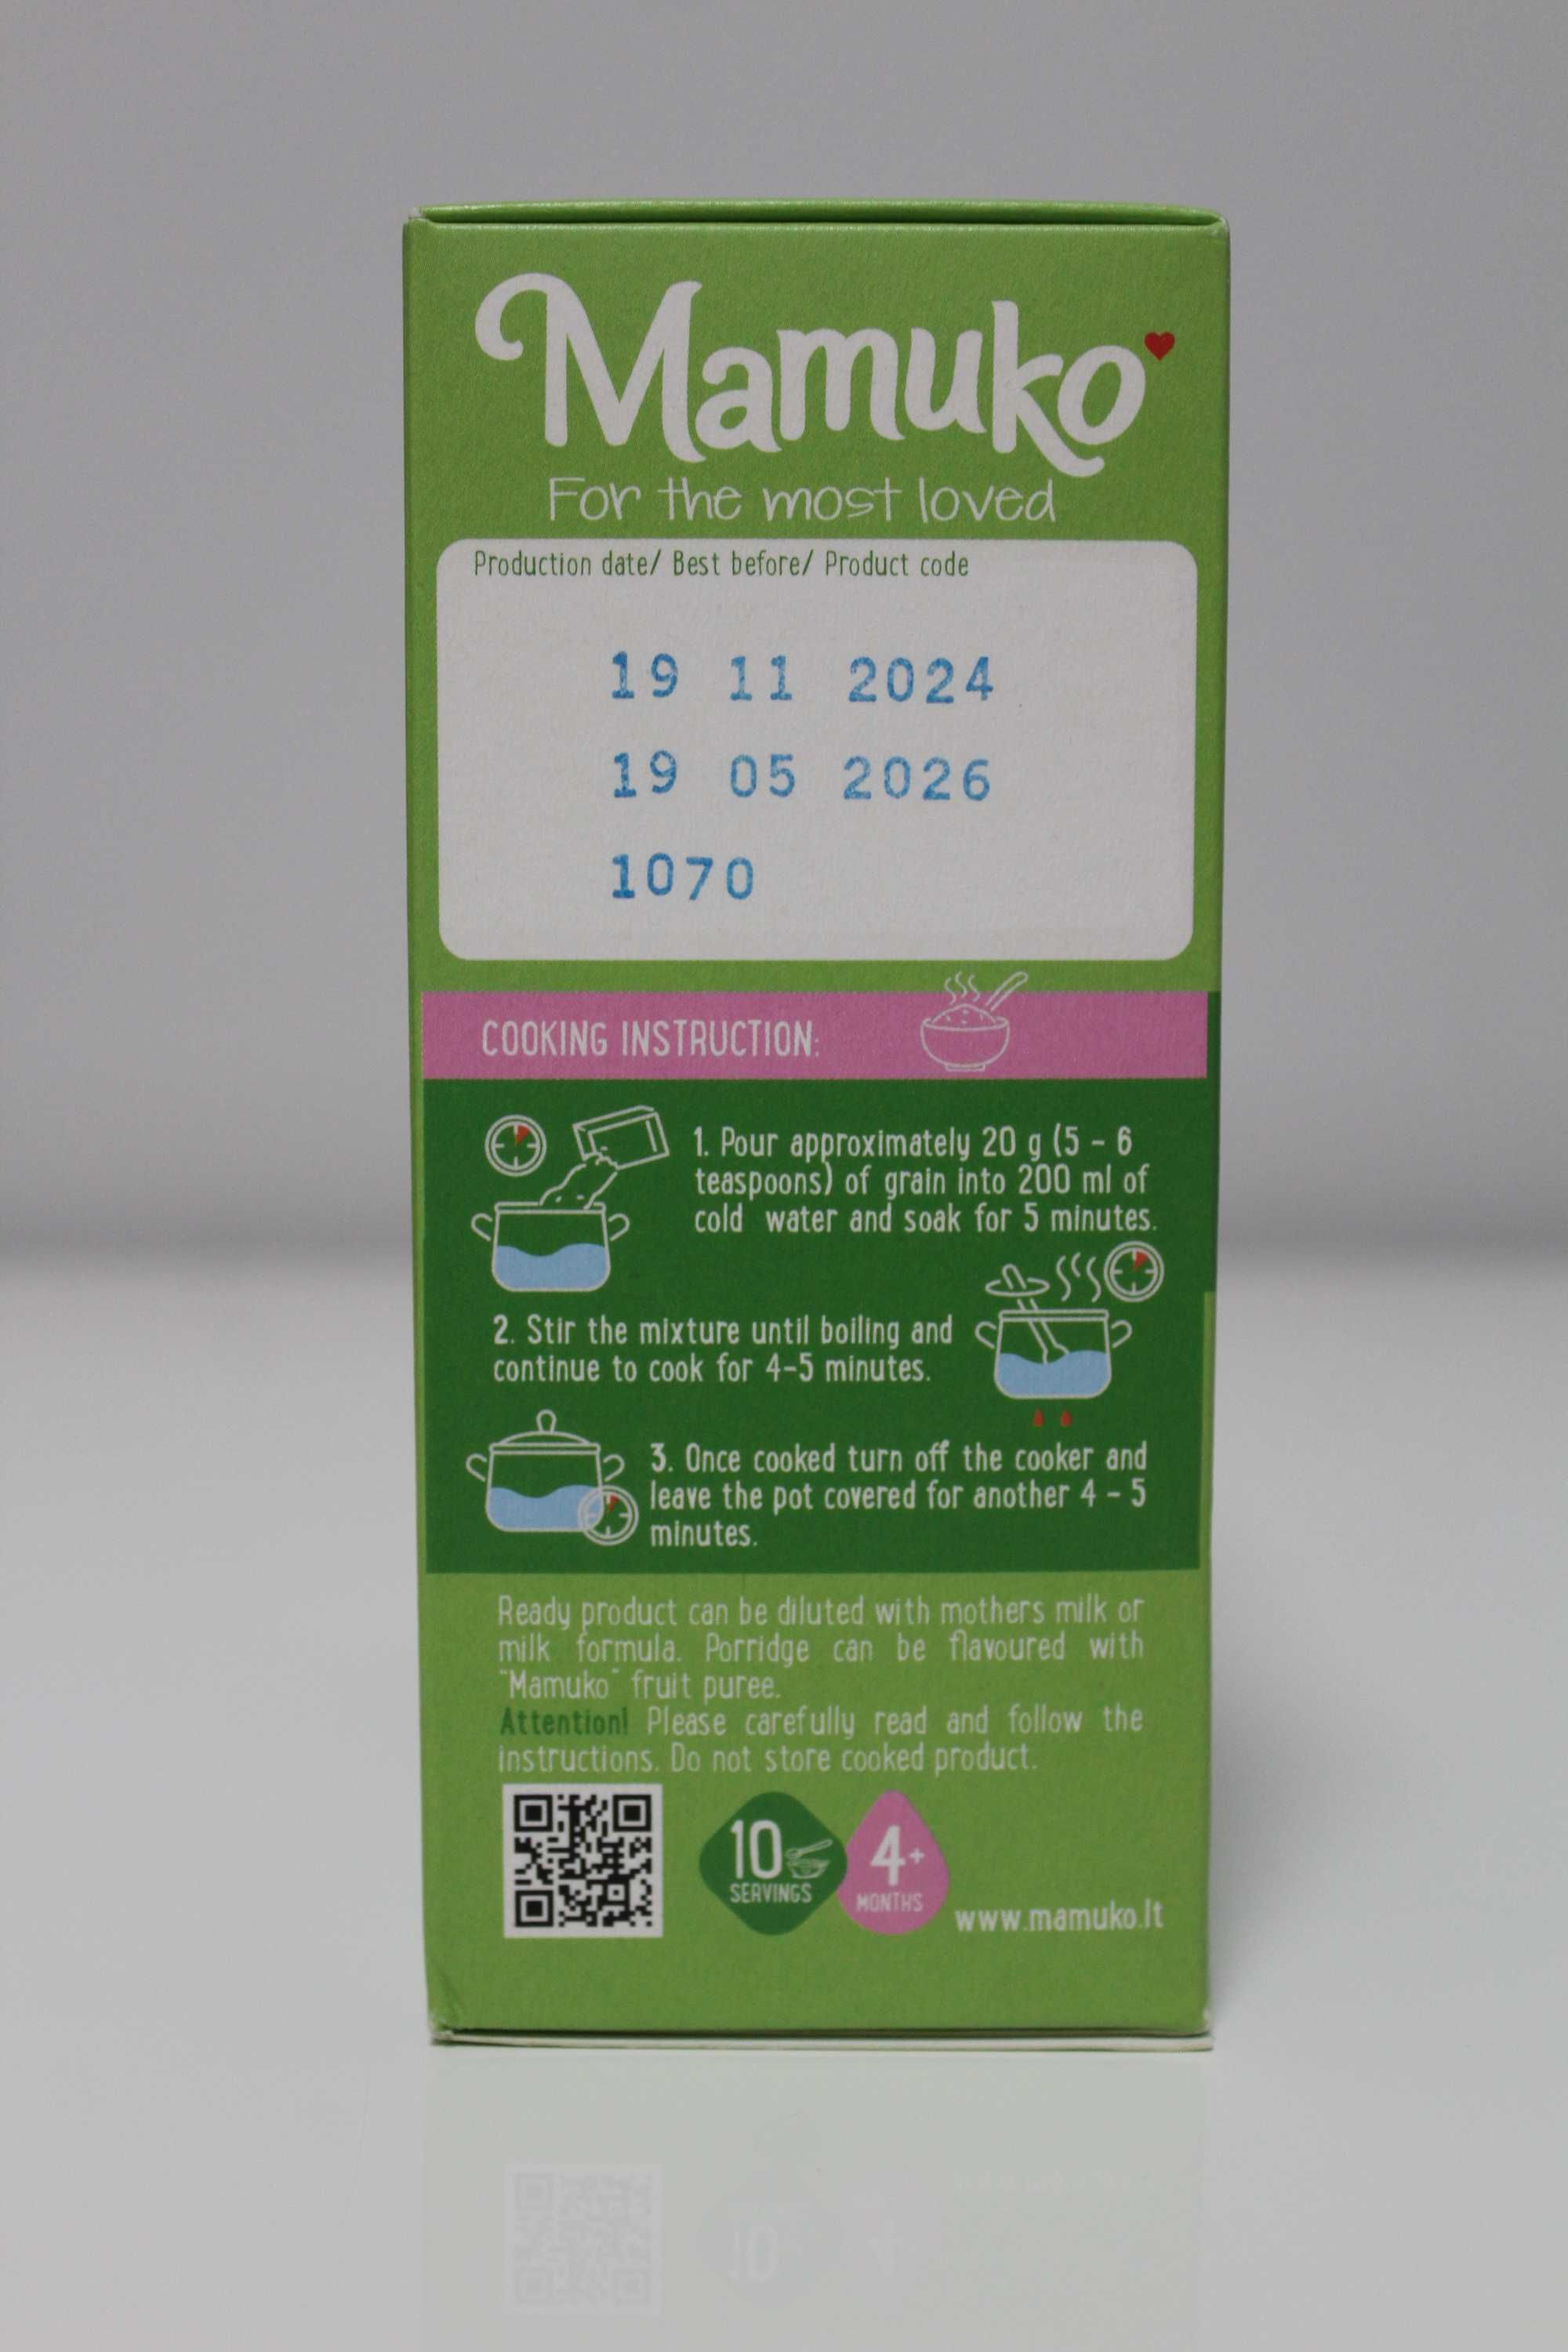 Mamuko
For the most loved
Production date/ Best before/ Product code
19 11 2024
19 05 2026
1070
COOKING INSTRUCTION:
1. Pour approximately 20 g (5 - 6
teaspoons) of grain into 200 ml of
cold water and soak for 5 minutes.
2. Stir the mixture until boiling and
continue to cook for 4-5 minutes.
3. Once cooked turn off the cooker and
leave the pot covered for another 4 - 5
minutes.
Ready product can be diluted with mothers milk or
milk formula. Porridge can be flavoured with
"Mamuko" fruit puree.
Attention! Please carefully read and follow the
instructions. Do not store cooked product.
10
SERVINGS
4+
MONTHS
www.mamuko.lt